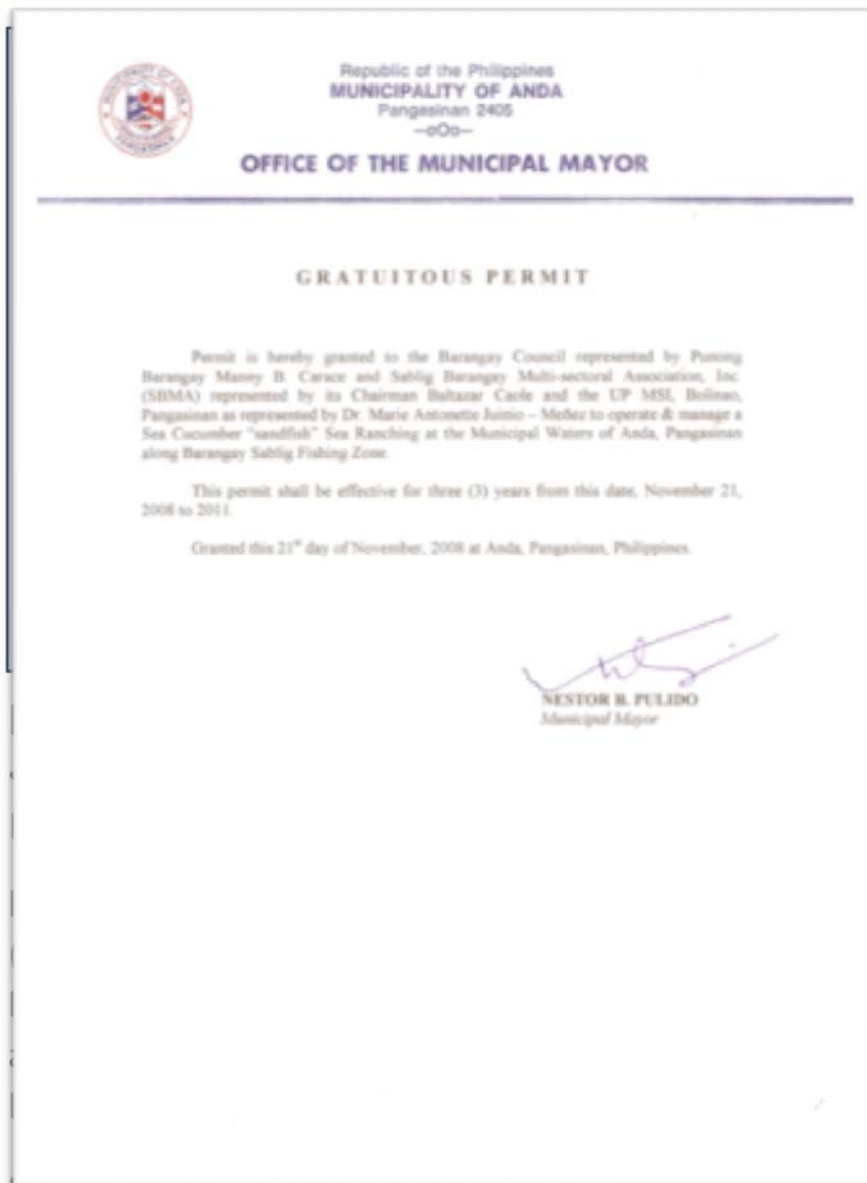 Republic of the Philippines
MUNICIPALITY OF ANDA
Pangasinan 2405
—oOo—
OFFICE OF THE MUNICIPAL MAYOR
GRATUITOUS PERMIT
Permit is hereby granted to the Barangay Council represented by Punong
Barangay Manny B. Carace and Sablig Barangay Multi-sectoral Association, Inc.
(SBMA) represented by its Chairman Baltazar Caole and the UP MSI, Bolinao,
Pangasinan as represented by Dr. Marie Antonette Juinio – Meñez to operate & manage a
Sea Cucumber "sandfish" Sea Ranching at the Municipal Waters of Anda, Pangasinan
along Barangay Sablig Fishing Zone.
This permit shall be effective for three (3) years from this date, November 21,
2008 to 2011.
Granted this 21st day of November, 2008 at Anda, Pangasinan, Philippines.
NESTOR B. PULIDO
Municipal Mayor